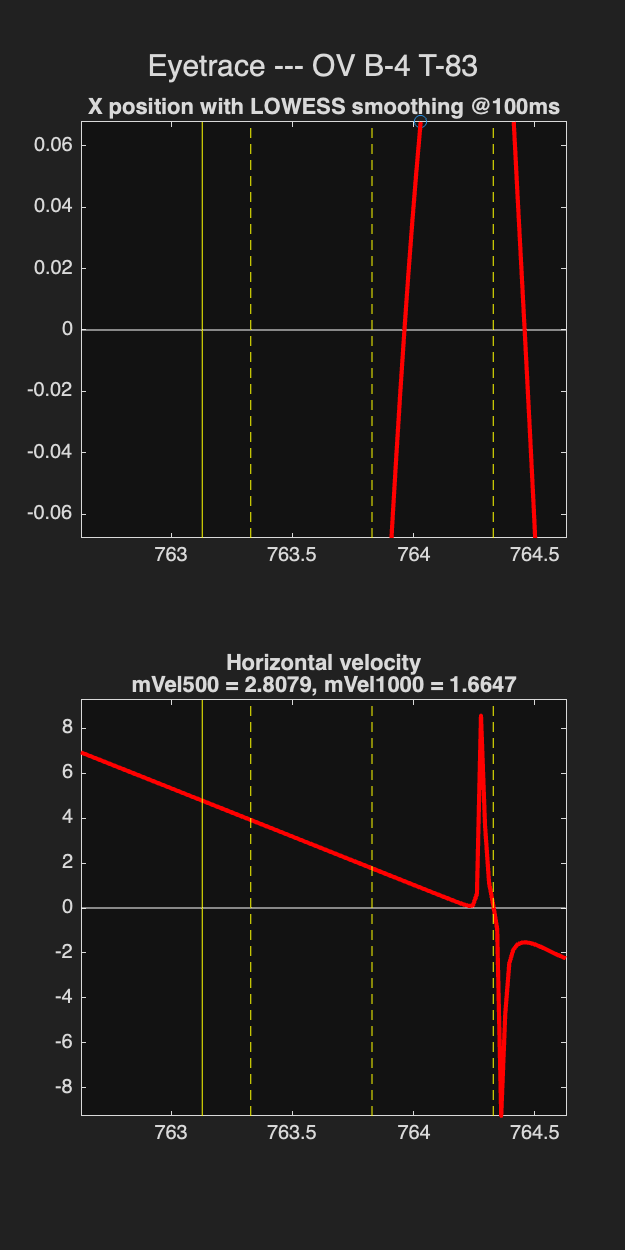 Eyetrace --- OV B-4 T-83
X position with LOWESS smoothing @100ms
0.06
0.04
0.02
0
-0.02
-0.04
-0.06
763 763.5 764 764.5
Horizontal velocity
mVel500 = 2.8079, mVel1000 = 1.6647
8
6
4
2
0
-2
-4
-6
-8
763 763.5 764 764.5